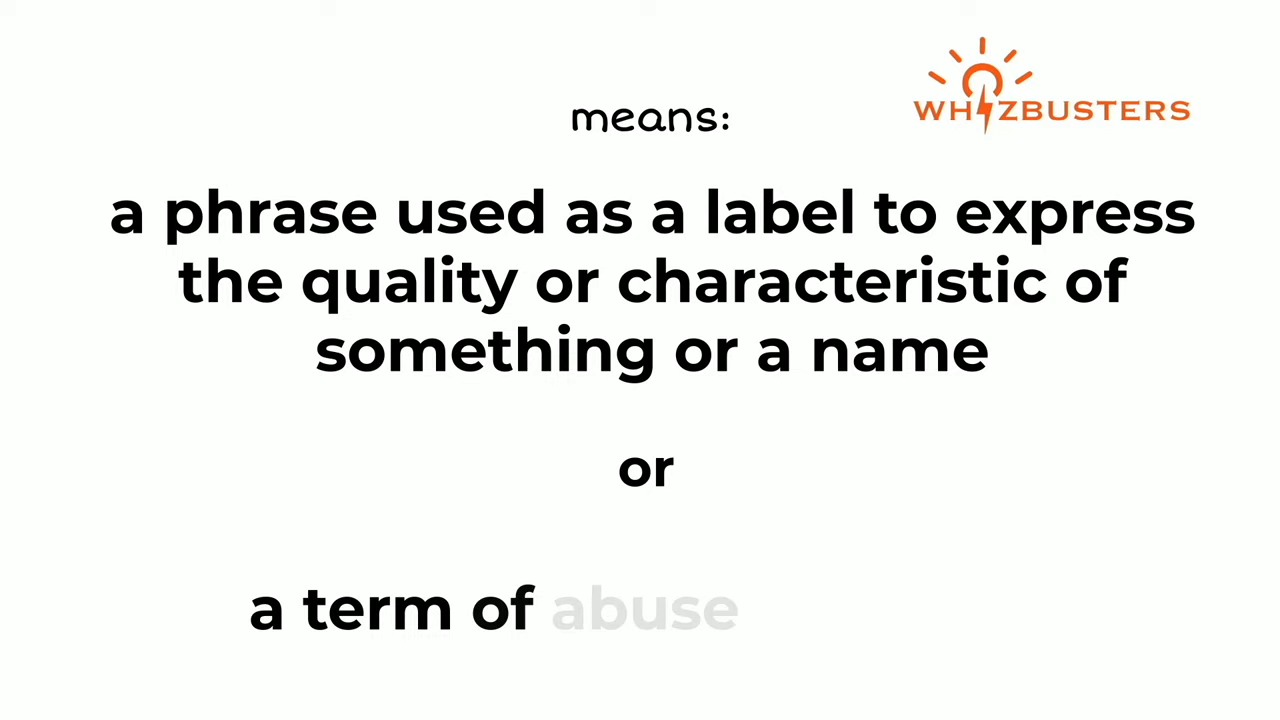 WHIZBUSTERS
means:
a phrase used as a label to express
the quality or characteristic of
something or a name
or
a term of abuse